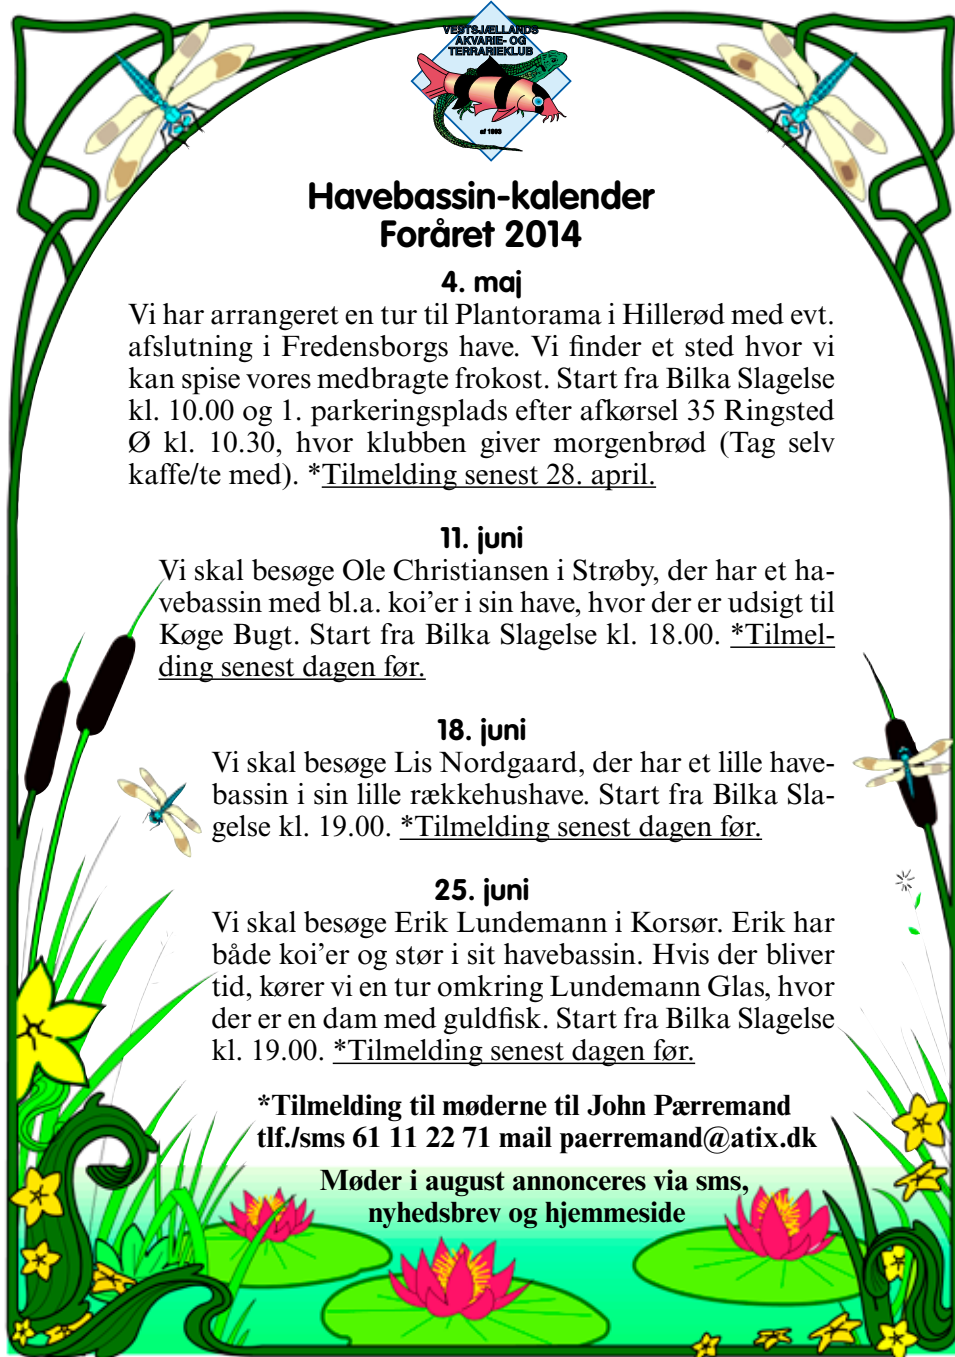 VESTSJÆLLANDS
AKVARIE- OG
TERRARIEKLUB
af 1893
Havebassin-kalender
Foråret 2014
4. maj
Vi har arrangeret en tur til Plantorama i Hillerød med evt.
afslutning i Fredensborgs have. Vi finder et sted hvor vi
kan spise vores medbragte frokost. Start fra Bilka Slagelse
kl. 10.00 og 1. parkeringsplads efter afkørsel 35 Ringsted
Ø kl. 10.30, hvor klubben giver morgenbrød (Tag selv
kaffe/te med). *Tilmelding senest 28. april.
11. juni
Vi skal besøge Ole Christiansen i Strøby, der har et ha-
vebassin med bl.a. koi'er i sin have, hvor der er udsigt til
Køge Bugt. Start fra Bilka Slagelse kl. 18.00. *Tilmel-
ding senest dagen før.
18. juni
Vi skal besøge Lis Nordgaard, der har et lille have-
bassin i sin lille rækkehushave. Start fra Bilka Sla-
gelse kl. 19.00. *Tilmelding senest dagen før.
25. juni
Vi skal besøge Erik Lundemann i Korsør. Erik har
både koi'er og stør i sit havebassin. Hvis der bliver
tid, kører vi en tur omkring Lundemann Glas, hvor
der er en dam med guldfisk. Start fra Bilka Slagelse
kl. 19.00. *Tilmelding senest dagen før.
*Tilmelding til møderne til John Pærremand
tlf./sms 61 11 22 71 mail paerremand@atix.dk
Møder i august annonceres via sms,
nyhedsbrev og hjemmeside